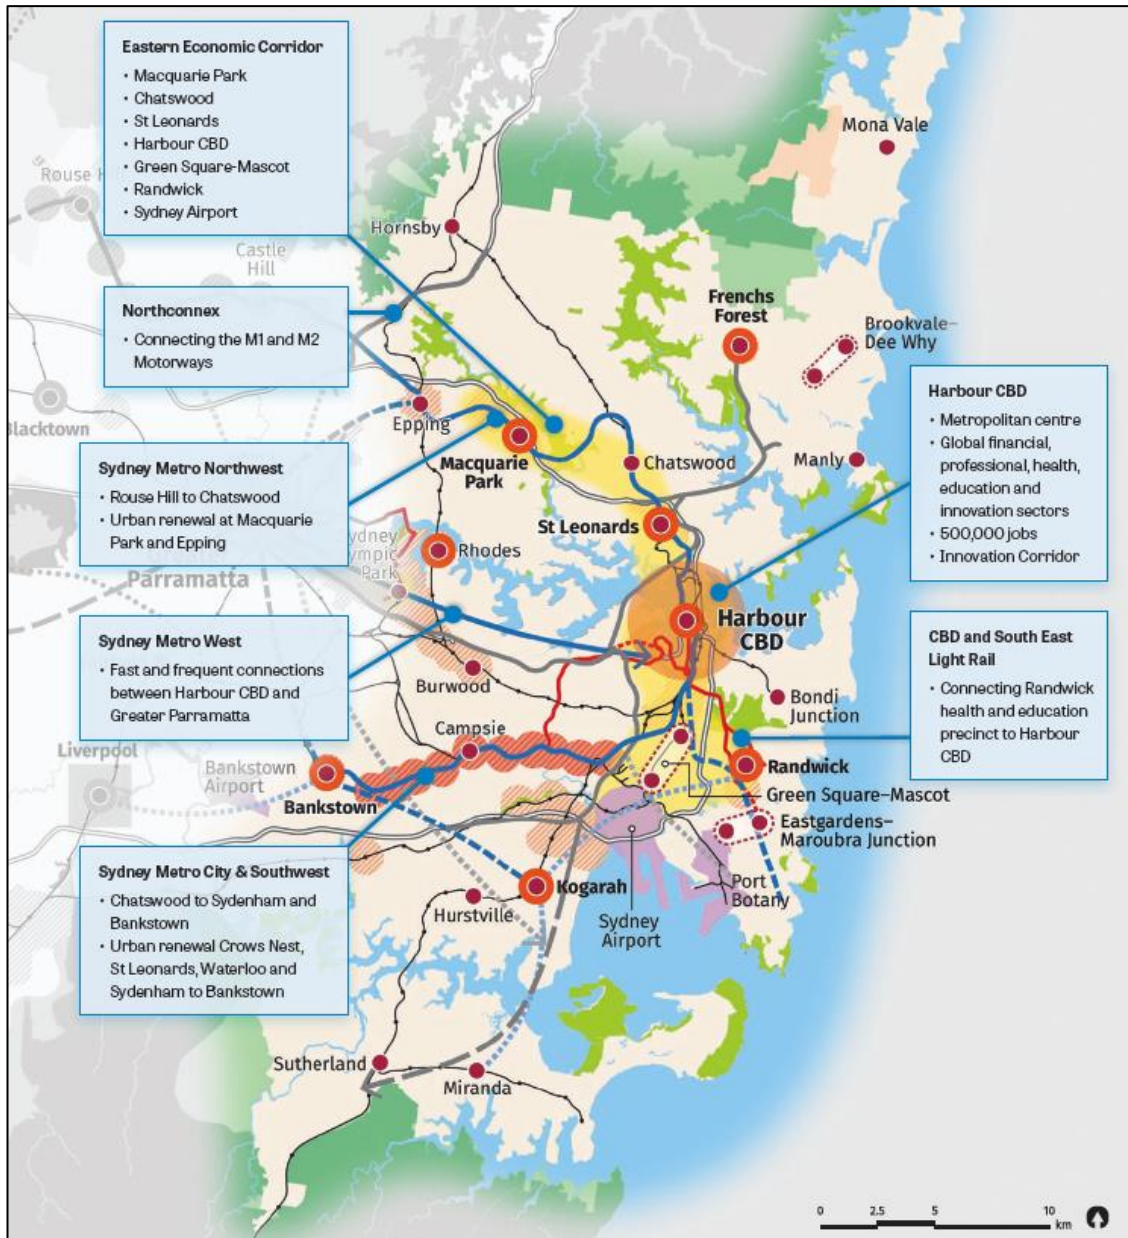 Eastern Economic Corridor
• Macquarie Park
• Chatswood
• St Leonards
• Harbour CBD
• Green Square-Mascot
• Randwick
• Sydney Airport
Mona Vale
Rouse
Hornsby
Castle
Hill
Northconnex
• Connecting the M1 and M2
Motorways
Frenchs
Forest
Brookvale–
Dee Why
Blacktown
Epping
Macquarie
Park
Chatswood
Manly
Harbour CBD
• Metropolitan centre
• Global financial,
professional, health,
education and
innovation sectors
• 500,000 jobs
• Innovation Corridor
Sydney Metro Northwest
• Rouse Hill to Chatswood
• Urban renewal at Macquarie
Park and Epping
St Leonards
Sydney
Olympic
Park
Rhodes
Parramatta
Harbour
CBD
Sydney Metro West
• Fast and frequent connections
between Harbour CBD and
Greater Parramatta
CBD and South East
Light Rail
• Connecting Randwick
health and education
precinct to Harbour
CBD
Burwood
Bondi
Junction
Campsie
Liverpool
Bankstown
Airport
Bankstown
Randwick
Green Square–Mascot
Eastgardens–
Maroubra Junction
Sydney Metro City & Southwest
• Chatswood to Sydenham and
Bankstown
• Urban renewal Crows Nest,
St Leonards, Waterloo and
Sydenham to Bankstown
Kogarah
Hurstville
Port
Botany
Sydney
Airport
Sutherland
Miranda
0 2.5 5 10
km